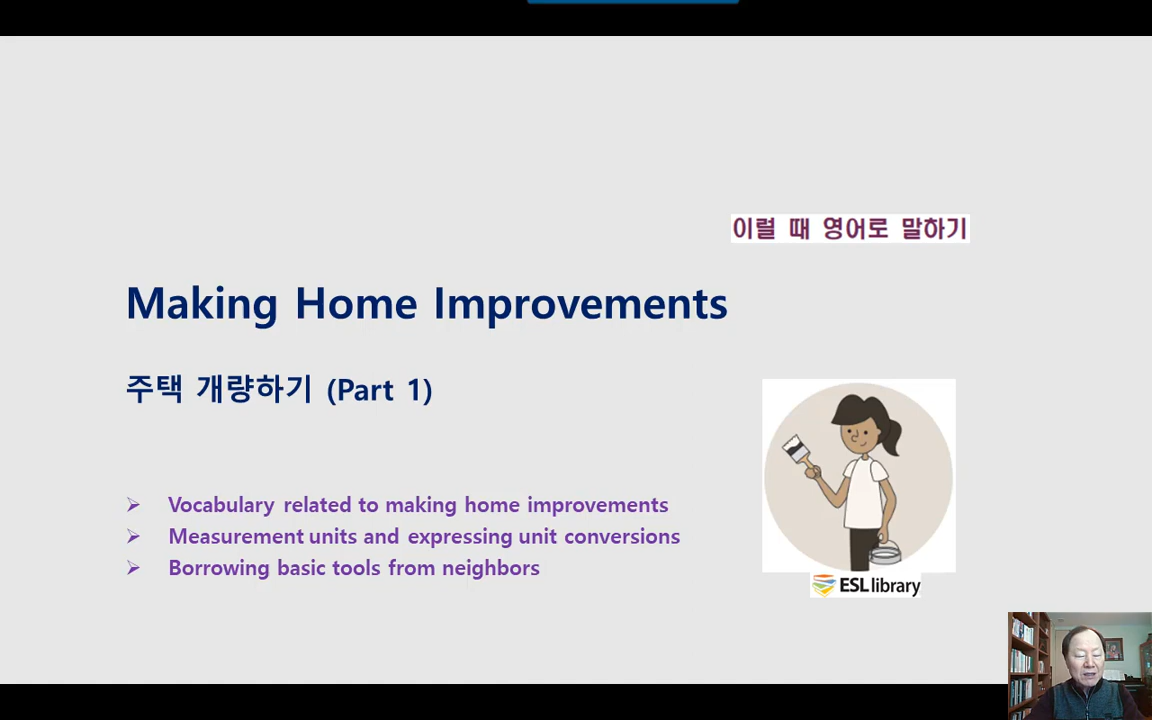 이럴 때 영어로 말하기
Making Home Improvements
주택 개량하기 (Part 1)
➢ Vocabulary related to making home improvements
➢ Measurement units and expressing unit conversions
➢ Borrowing basic tools from neighbors
ESL library